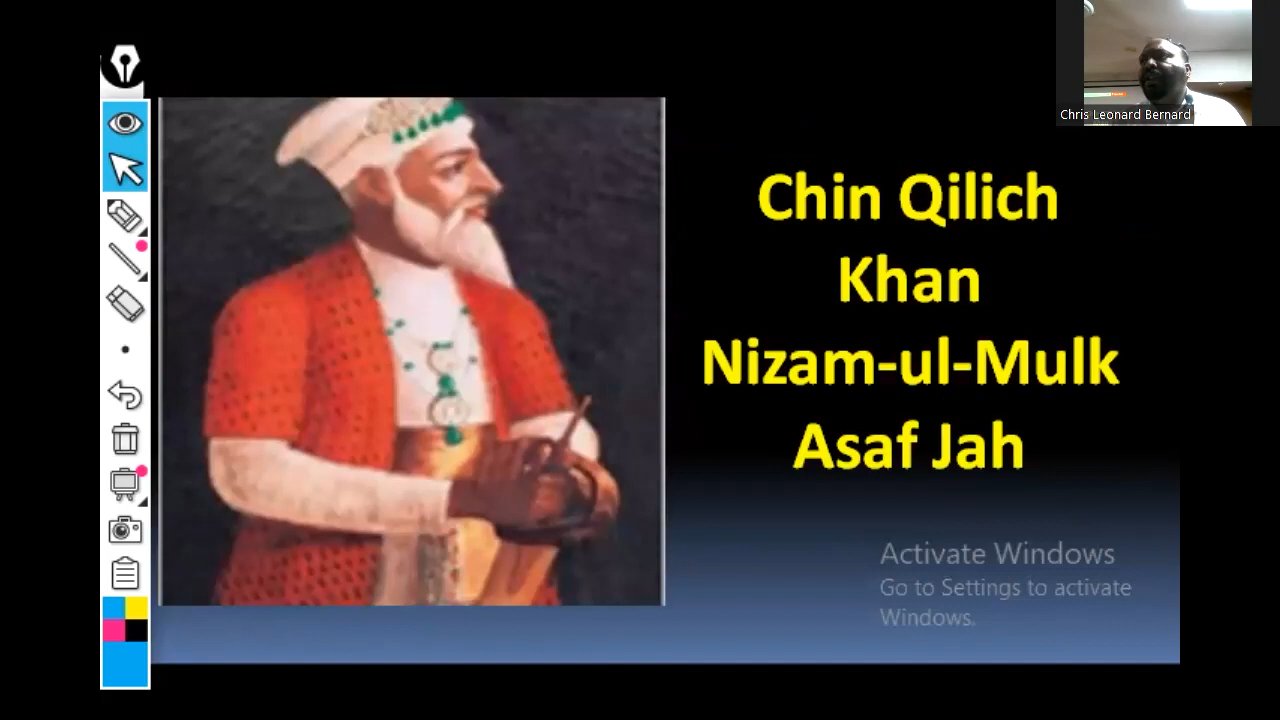 Chris Leonard Bernard
Chin Qilich
Khan
Nizam-ul-Mulk
Asaf Jah
Activate Windows
Go to Settings to activate
Windows.